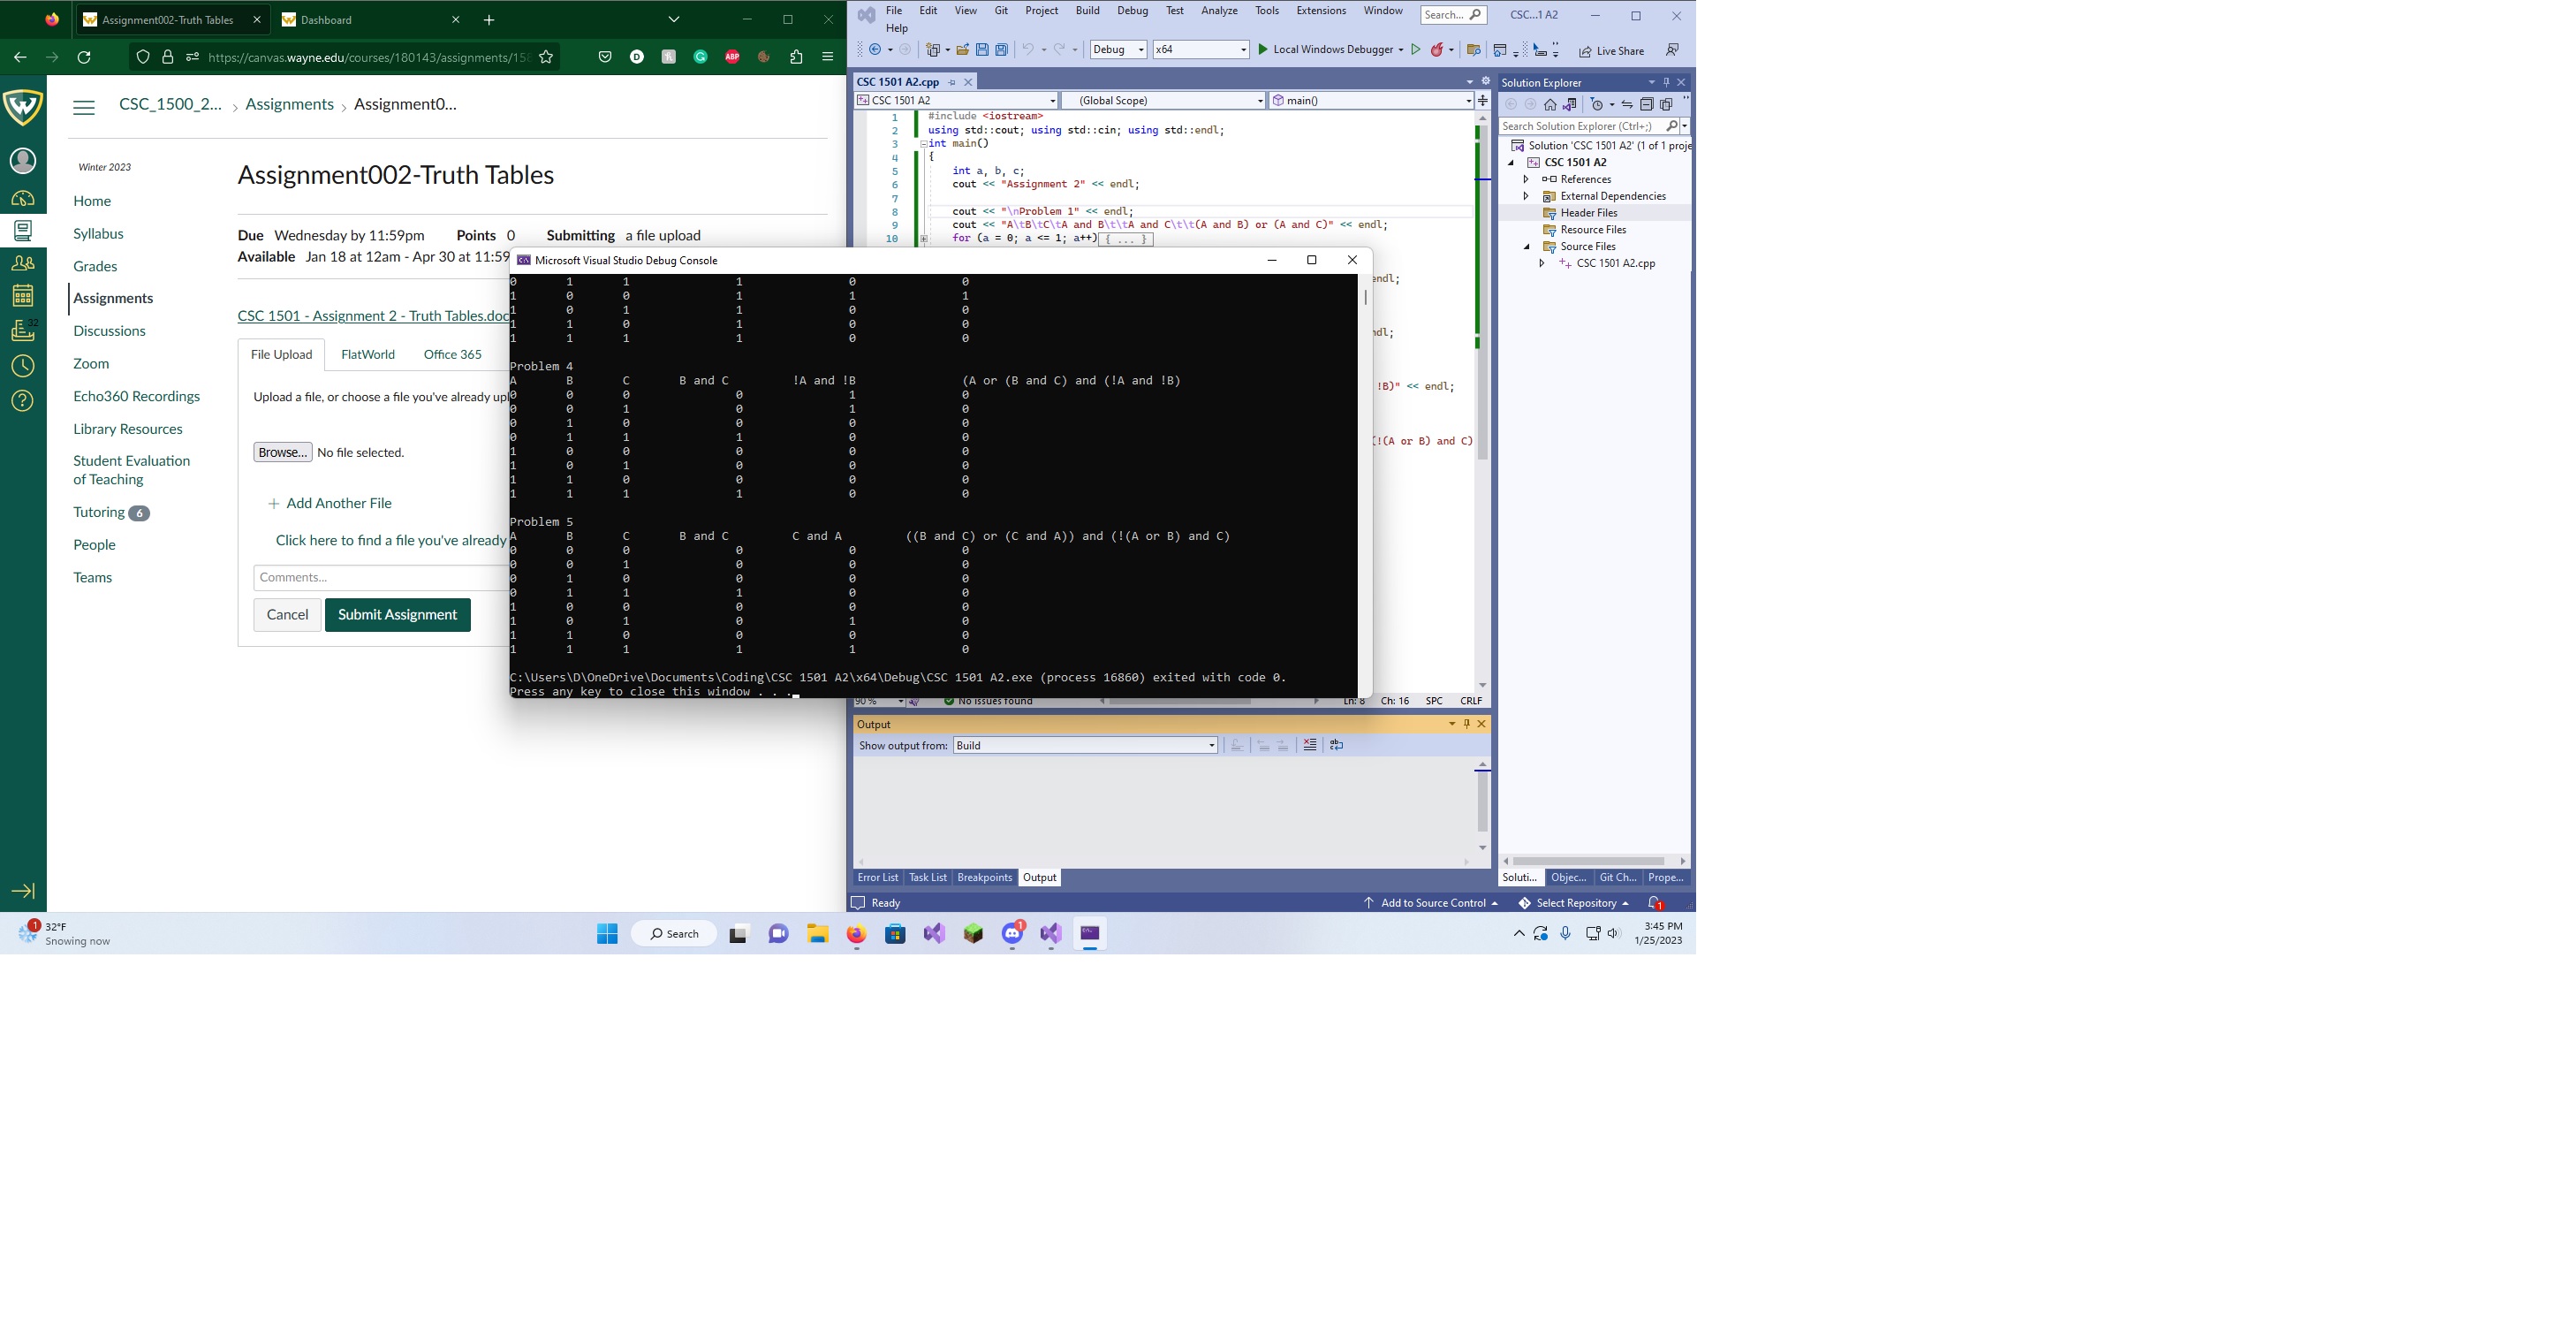 Assignment002-Truth Tables
Dashboard
https://canvas.wayne.edu/courses/180143/assignments/158
CSC_1500_2... > Assignments > Assignment0...
Winter 2023
Home
Syllabus
Grades
Assignments
Discussions
Zoom
Echo360 Recordings
Library Resources
Student Evaluation
of Teaching
Tutoring 6
People
Teams
32
Assignment002-Truth Tables
Due Wednesday by 11:59pm Points 0 Submitting a file upload
Available Jan 18 at 12am - Apr 30 at 11:59
CSC 1501 - Assignment 2 - Truth Tables.doc
File Upload FlatWorld Office 365
Upload a file, or choose a file you've already upl
Browse... No file selected.
+ Add Another File
Click here to find a file you've already
Comments...
Cancel Submit Assignment
File Edit View Git Project Build Debug Test Analyze Tools Extensions Window
Help
Search...
CSC...1 A2
Debug x64 Local Windows Debugger Live Share
CSC 1501 A2.cpp
CSC 1501 A2 (Global Scope) main()
1 #include <iostream>
2 using std::cout; using std::cin; using std::endl;
3 int main()
4 {
5 int a, b, c;
6 cout << "Assignment 2" << endl;
7
8 cout << "\nProblem 1" << endl;
9 cout << "A\tB\tC\tA and B\t\tA and C\t\t(A and B) or (A and C)" << endl;
10 for (a = 0; a <= 1; a++) { ... }
endl;
ndl;
!B)" << endl;
(!(A or B) and C)
Microsoft Visual Studio Debug Console
0 1 1 1 0 0
1 0 0 1 1 1
1 0 1 1 0 0
1 1 0 1 0 0
1 1 1 1 0 0
Problem 4
A B C B and C !A and !B (A or (B and C) and (!A and !B)
0 0 0 0 1 0
0 0 1 0 1 0
0 1 0 0 0 0
0 1 1 1 0 0
1 0 0 0 0 0
1 0 1 0 0 0
1 1 0 0 0 0
1 1 1 1 0 0
Problem 5
A B C B and C C and A ((B and C) or (C and A)) and (!(A or B) and C)
0 0 0 0 0 0
0 0 1 0 0 0
0 1 0 0 0 0
0 1 1 1 0 0
1 0 0 0 0 0
1 0 1 0 1 0
1 1 0 0 0 0
1 1 1 1 1 0
C:\Users\D\OneDrive\Documents\Coding\CSC 1501 A2\x64\Debug\CSC 1501 A2.exe (process 16860) exited with code 0.
Press any key to close this window . . .
90 % No issues found Ln: 8 Ch: 16 SPC CRLF
Output
Show output from: Build
Error List Task List Breakpoints Output
Solution Explorer
Search Solution Explorer (Ctrl+;)
Solution 'CSC 1501 A2' (1 of 1 proje
CSC 1501 A2
References
External Dependencies
Header Files
Resource Files
Source Files
CSC 1501 A2.cpp
Soluti... Objec... Git Ch... Prope...
Ready Add to Source Control Select Repository 1
1 32°F
Snowing now
Search
1
3:45 PM
1/25/2023